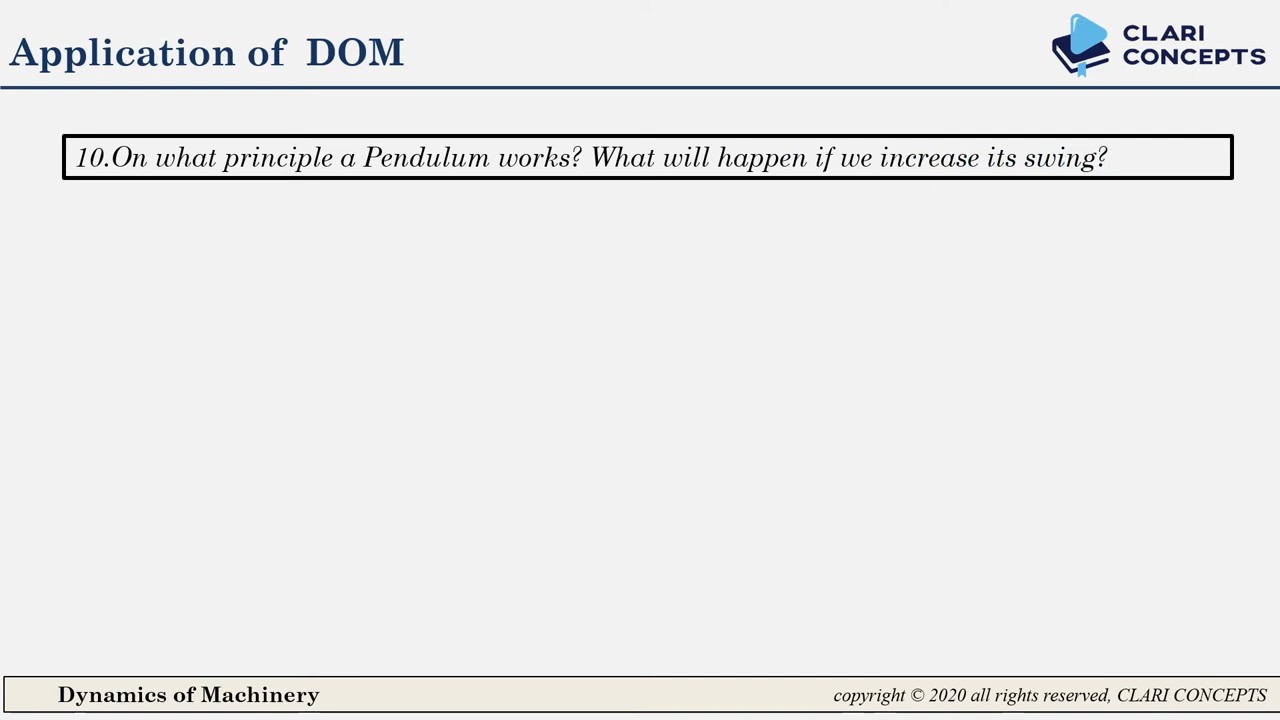 Application of DOM
CLARI
CONCEPTS
10.On what principle a Pendulum works? What will happen if we increase its swing?
Dynamics of Machinery
copyright © 2020 all rights reserved, CLARI CONCEPTS